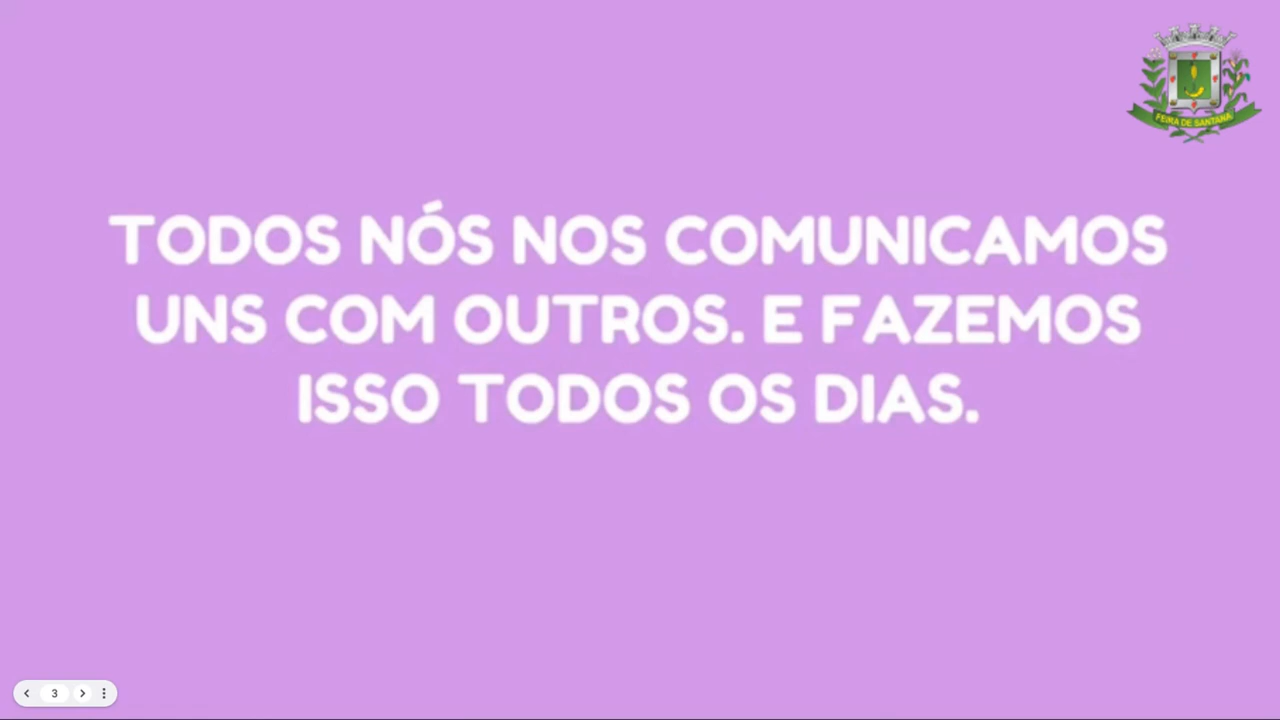 FEIRA DE SANTANA
TODOS NÓS NOS COMUNICAMOS
UNS COM OUTROS. E FAZEMOS
ISSO TODOS OS DIAS.
3